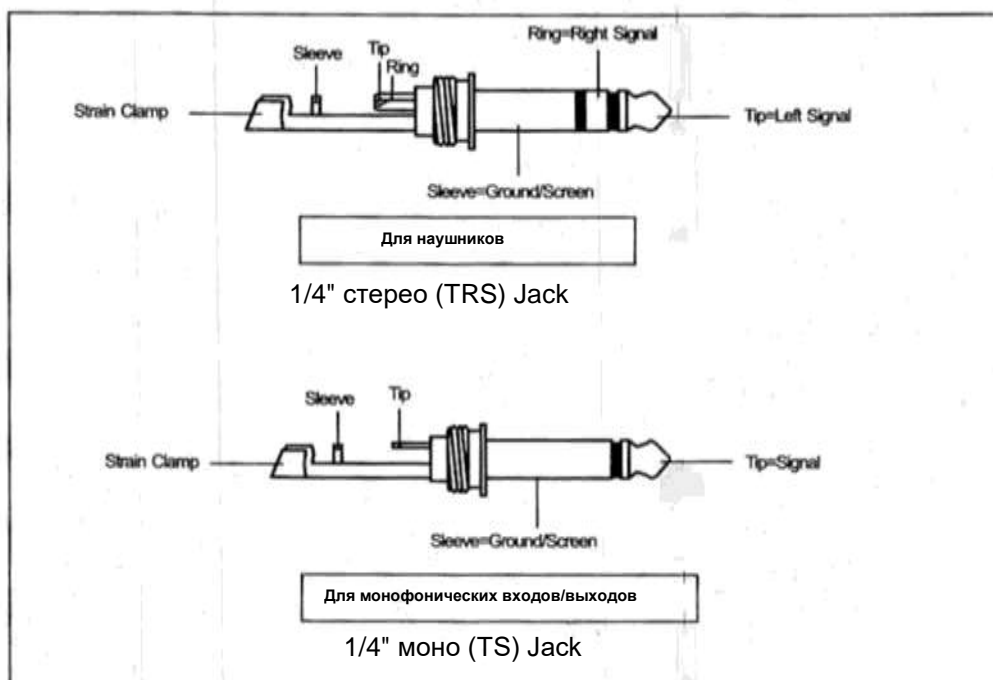 Ring=Right Signal
Sleeve
Tip
Ring
Strain Clamp
Tip=Left Signal
Sleeve=Ground/Screen
Для наушников
1/4" стерео (TRS) Jack
Sleeve
Tip
Strain Clamp
Tip=Signal
Sleeve=Ground/Screen
Для монофонических входов/выходов
1/4" моно (TS) Jack